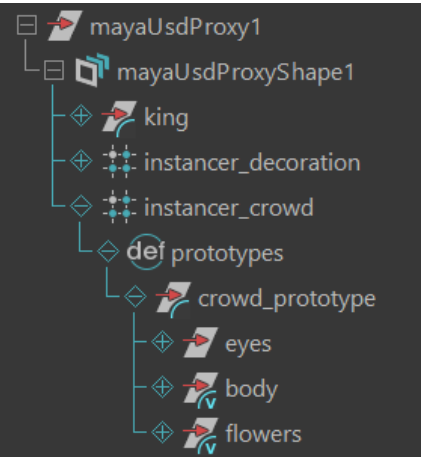 mayaUsdProxy1
mayaUsdProxyShape1
king
instancer_decoration
instancer_crowd
def prototypes
crowd_prototype
eyes
v body
v flowers